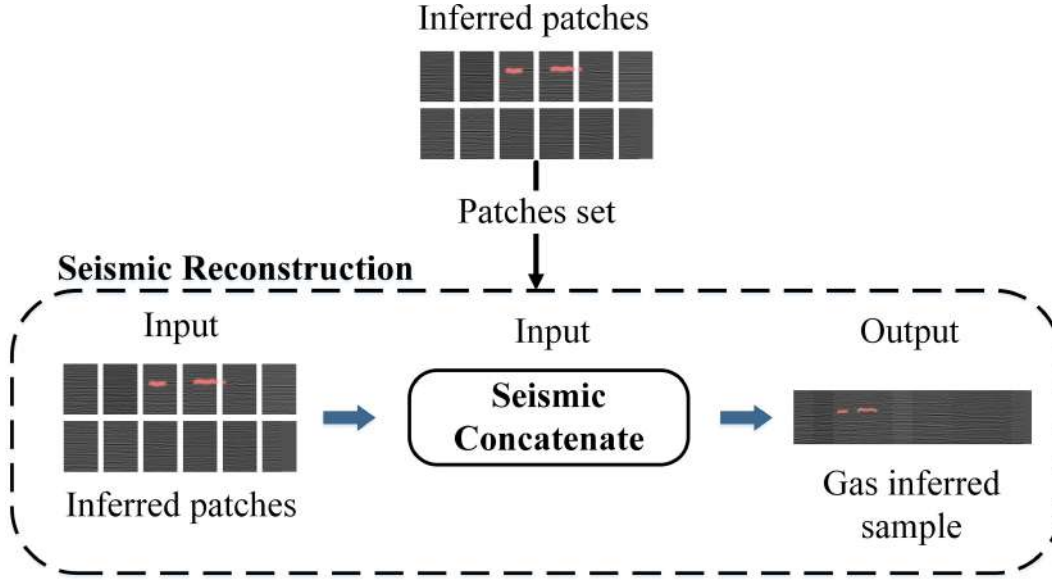 Inferred patches
Patches set
Seismic Reconstruction
Input
Input
Output
Seismic
Concatenate
Inferred patches
Gas inferred
sample